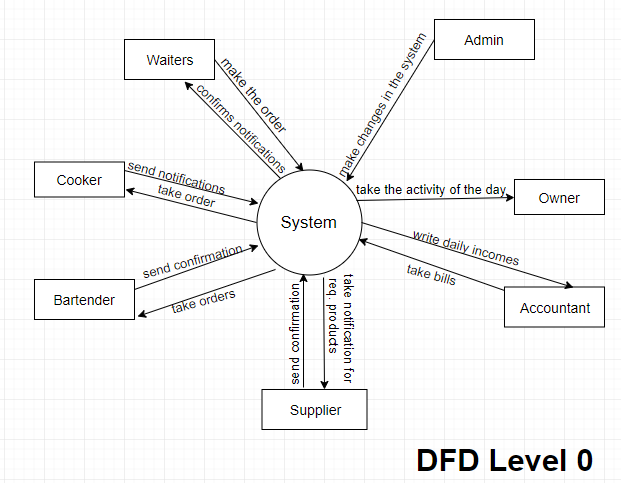 Admin
Waiters
make the order
confirms notifications
make changes in the system
Cooker
send notifications
take order
System
take the activity of the day
Owner
write daily incomes
take bills
Bartender
send confirmation
take orders
Accountant
send confirmation
take notification for
req. products
Supplier
DFD Level 0